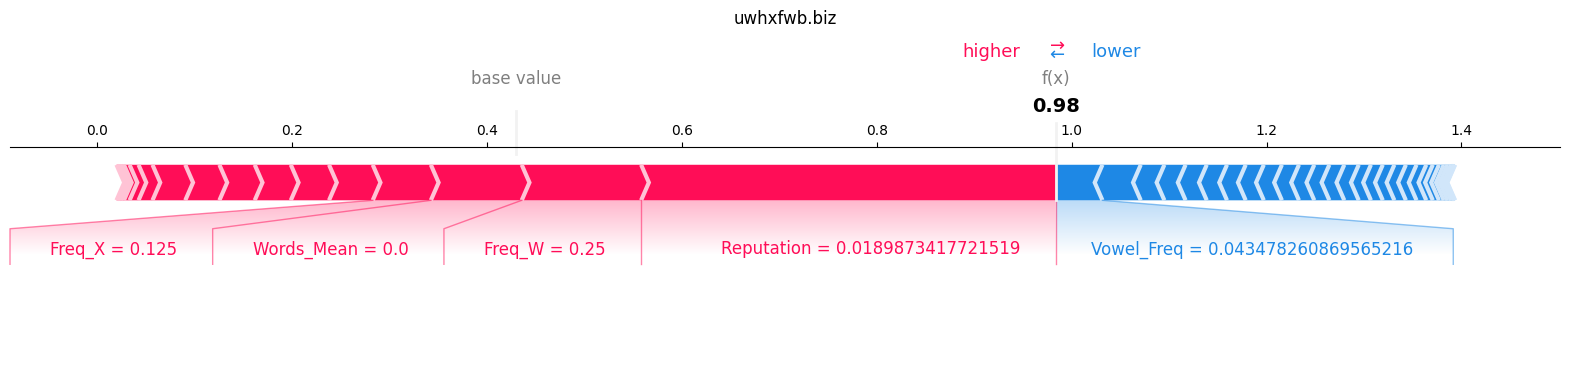 uwhxfwb.biz
higher → ← lower
base value f(x)
0.98
0.0 0.2 0.4 0.6 0.8 1.0 1.2 1.4
Freq_X = 0.125 Words_Mean = 0.0 Freq_W = 0.25 Reputation = 0.0189873417721519 Vowel_Freq = 0.043478260869565216